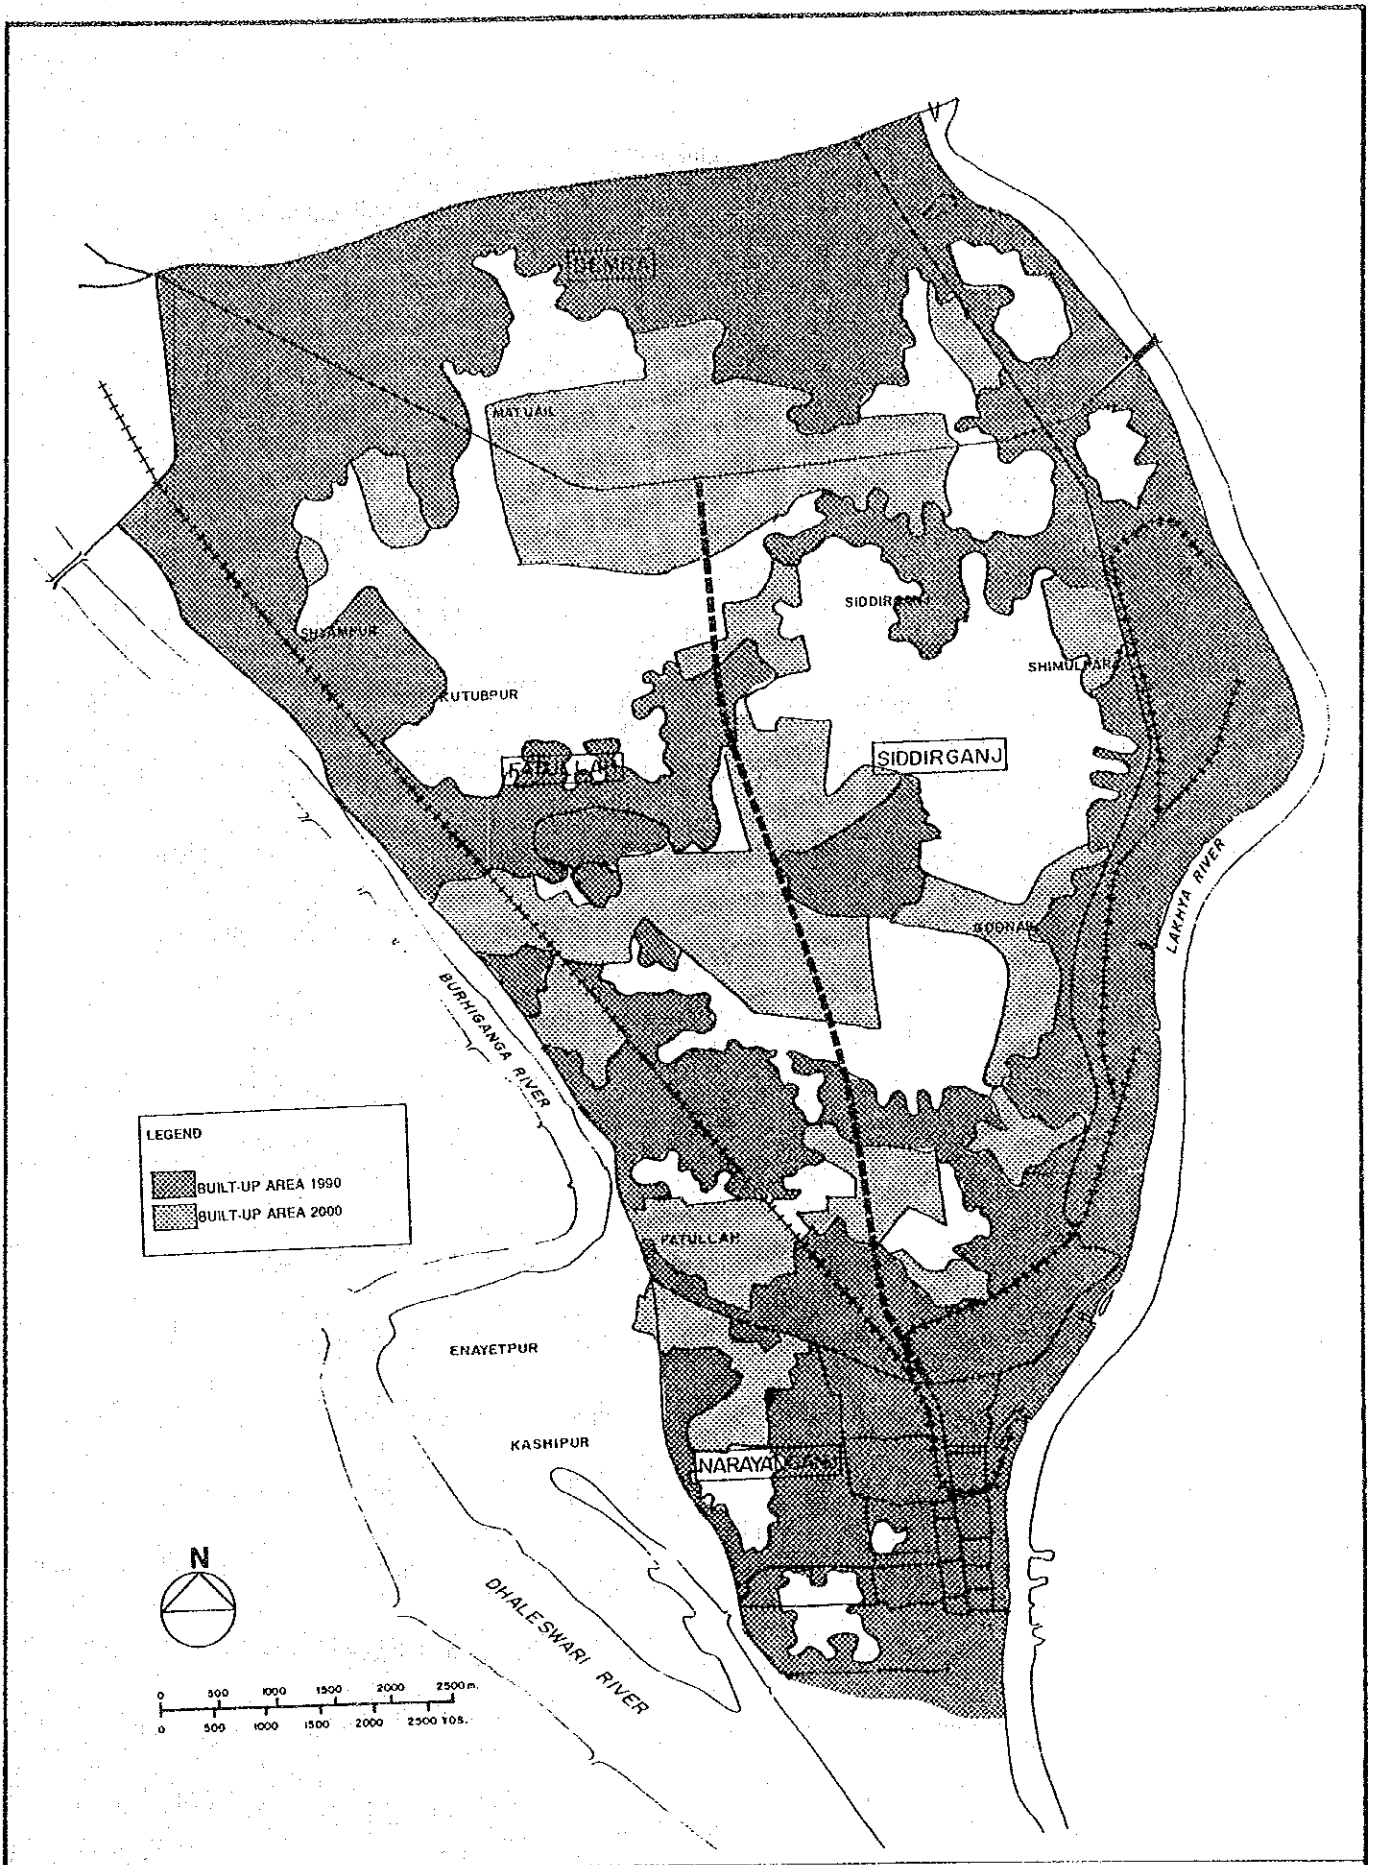 DEMRA
MATUAIL
SIDDIRGANJ
SHYAMPUR
SHIMULPARA
KUTUBPUR
SIDDIRGANJ
FATULLAH
LAKHYA RIVER
GODNAIL
BURHIGANGA RIVER
LEGEND
BUILT-UP AREA 1990
BUILT-UP AREA 2000
FATULLAH
ENAYETPUR
KASHIPUR
NARAYANGANJ
N
DHALESWARI RIVER
0 500 1000 1500 2000 2500 m.
0 500 1000 1500 2000 2500 YDS.